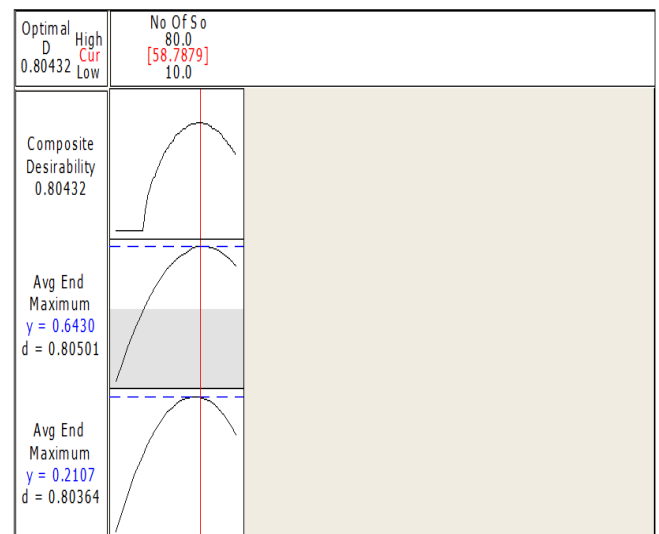 Optimal
D
0.80432
High
Cur
Low
No Of So
80.0
[58.7879]
10.0
Composite
Desirability
0.80432
Avg End
Maximum
y = 0.6430
d = 0.80501
Avg End
Maximum
y = 0.2107
d = 0.80364